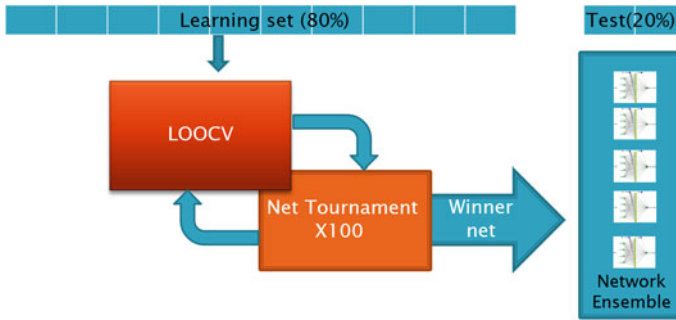 Learning set (80%)
Test(20%)
LOOCV
Net Tournament
X100
Winner
net
Network
Ensemble